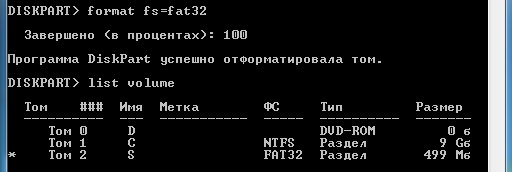 DISKPART> format fs=fat32
Завершено (в процентах): 100
Программа DiskPart успешно отформатировала том.
DISKPART> list volume
Том ### Имя Метка ФС Тип Размер
Том 0 D DVD-ROM 0 б
Том 1 C NTFS Раздел 9 Gб
* Том 2 S FAT32 Раздел 499 Mб